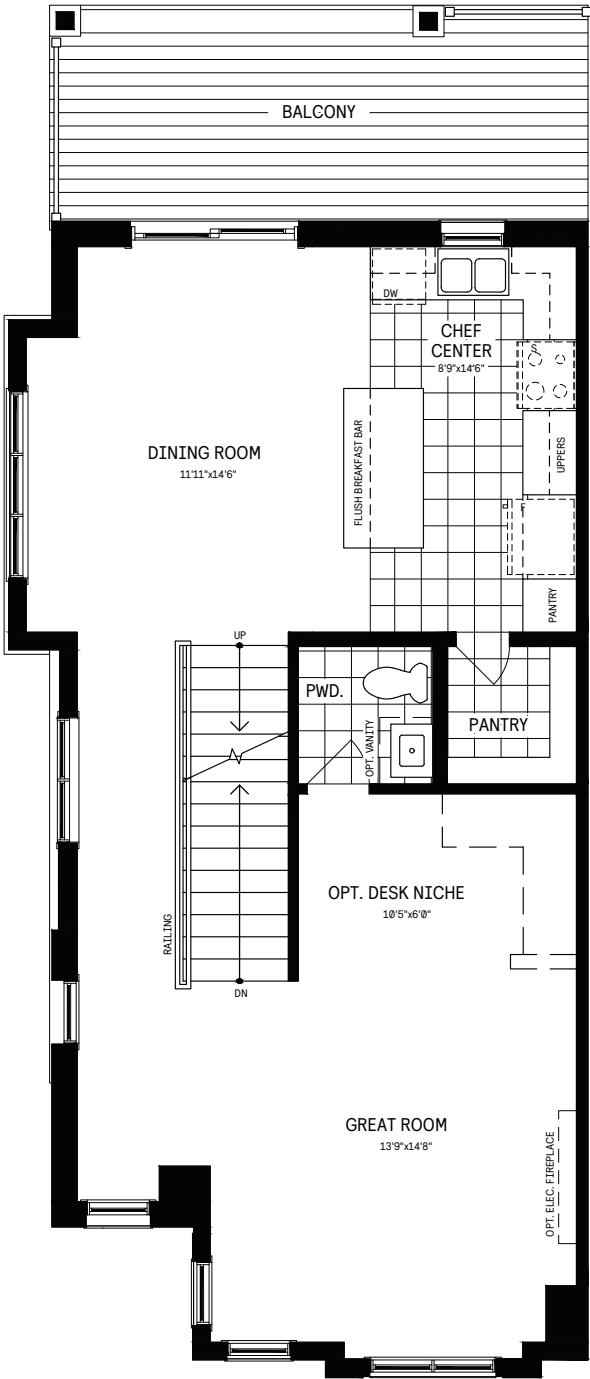 BALCONY
DW
CHEF
CENTER
8'9"x14'6"
S
DINING ROOM
11'11"x14'6"
FLUSH BREAKFAST BAR
UPPERS
F
PANTRY
UP
PWD.
OPT. VANITY
PANTRY
RAILING
OPT. DESK NICHE
10'5"x6'0"
DN
GREAT ROOM
13'9"x14'8"
OPT. ELEC. FIREPLACE